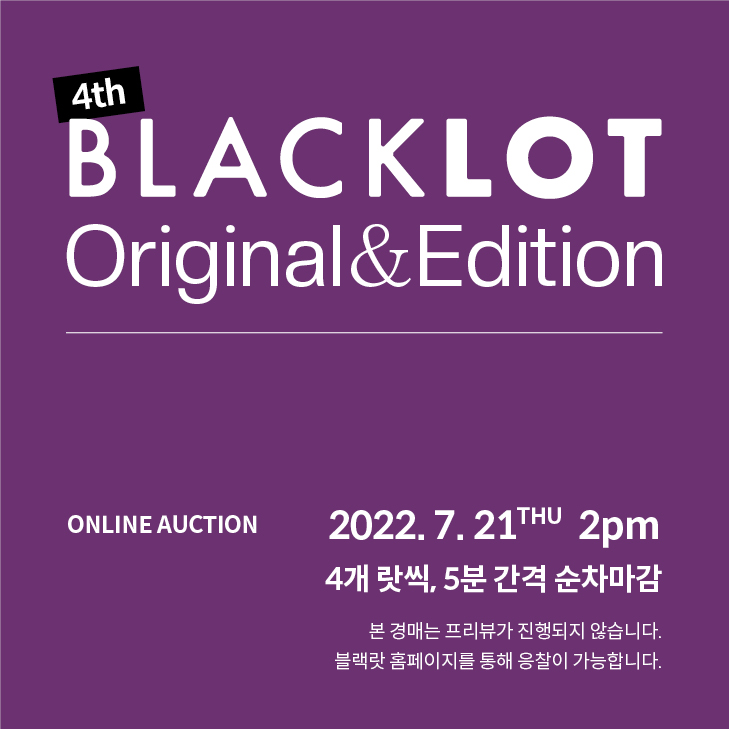 4th
BLACKLOT
Original&Edition
ONLINE AUCTION
2022. 7. 21THU 2pm
4개 랏씩, 5분 간격 순차마감
본 경매는 프리뷰가 진행되지 않습니다.
블랙랏 홈페이지를 통해 응찰이 가능합니다.